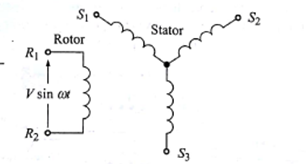 S₁
Stator
S₂
Rotor
R₁
V sin ωt
R₂
S₃